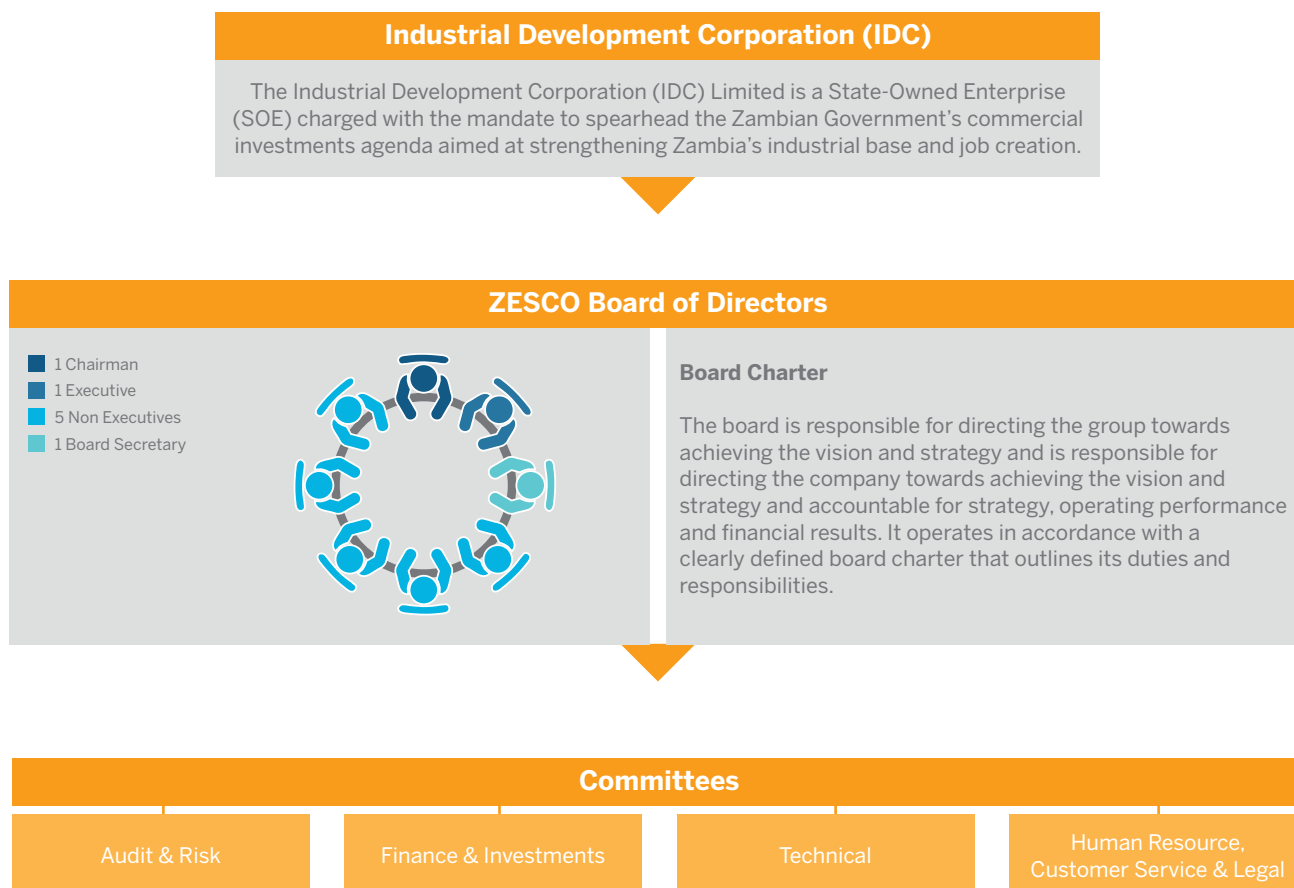 Industrial Development Corporation (IDC)
The Industrial Development Corporation (IDC) Limited is a State-Owned Enterprise
(SOE) charged with the mandate to spearhead the Zambian Government’s commercial
investments agenda aimed at strengthening Zambia’s industrial base and job creation.
ZESCO Board of Directors
1 Chairman
1 Executive
5 Non Executives
1 Board Secretary
Board Charter
The board is responsible for directing the group towards
achieving the vision and strategy and is responsible for
directing the company towards achieving the vision and
strategy and accountable for strategy, operating performance
and financial results. It operates in accordance with a
clearly defined board charter that outlines its duties and
responsibilities.
Committees
Audit & Risk
Finance & Investments
Technical
Human Resource,
Customer Service & Legal